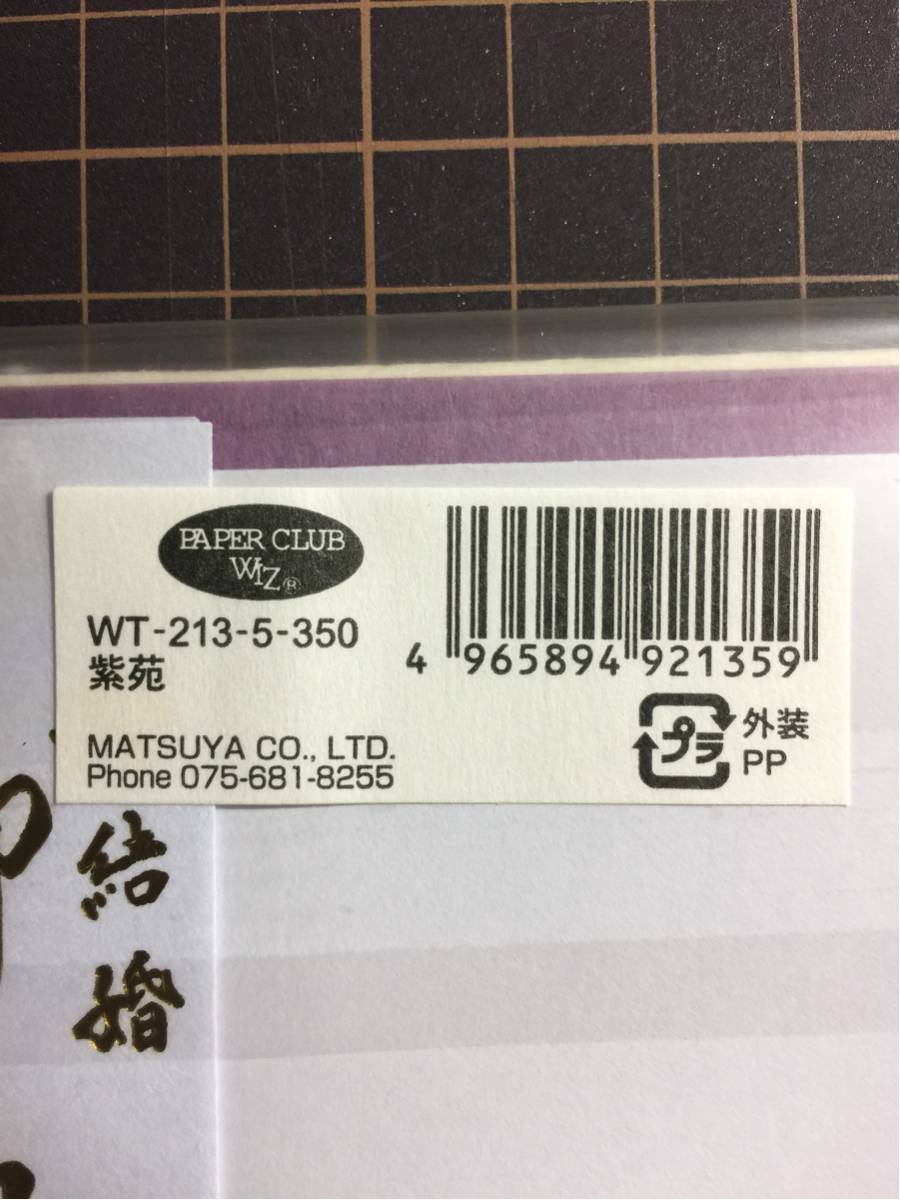 PAPER CLUB
WIZ®
WT-213-5-350
紫苑
4 965894 921359
MATSUYA CO., LTD.
Phone 075-681-8255
プラ
外装
PP
結婚